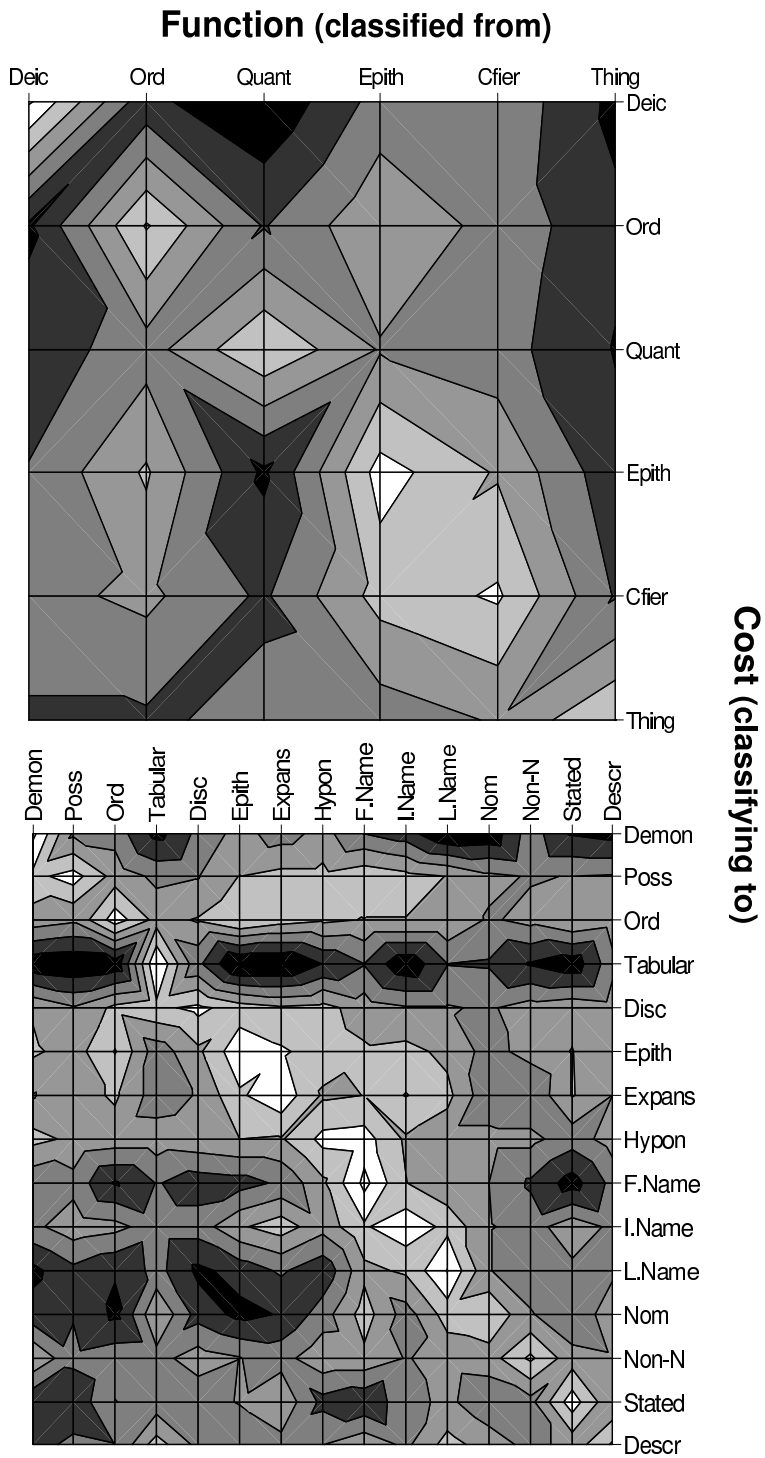 Function (classified from)
Deic Ord Quant Epith Cfier Thing
Deic
Ord
Quant
Epith
Cfier
Thing
Cost (classifying to)
Demon Poss Ord Tabular Disc Epith Expans Hypon F.Name I.Name L.Name Nom Non-N Stated Descr
Demon
Poss
Ord
Tabular
Disc
Epith
Expans
Hypon
F.Name
I.Name
L.Name
Nom
Non-N
Stated
Descr